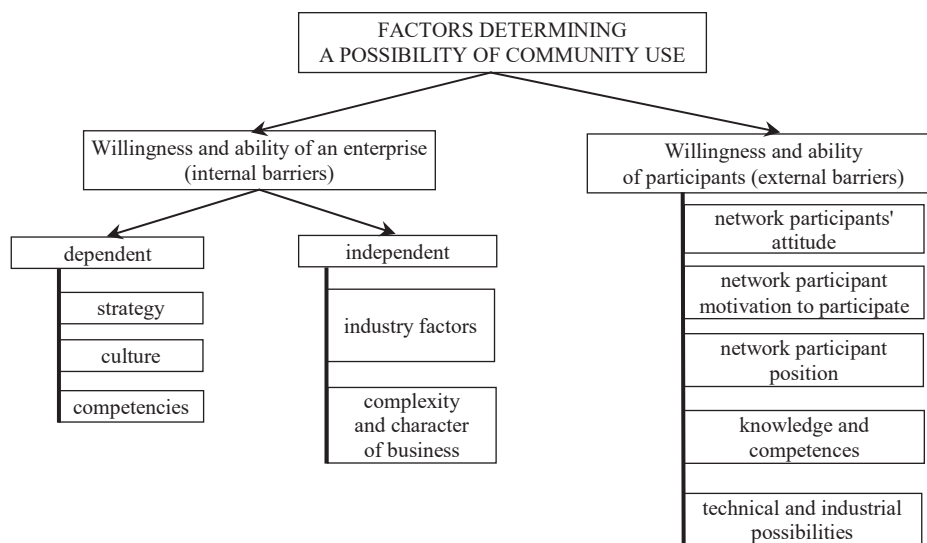 FACTORS DETERMINING
A POSSIBILITY OF COMMUNITY USE
Willingness and ability of an enterprise
(internal barriers)
Willingness and ability
of participants (external barriers)
dependent
strategy
culture
competencies
independent
industry factors
complexity
and character
of business
network participants'
attitude
network participant
motivation to participate
network participant
position
knowledge and
competences
technical and industrial
possibilities